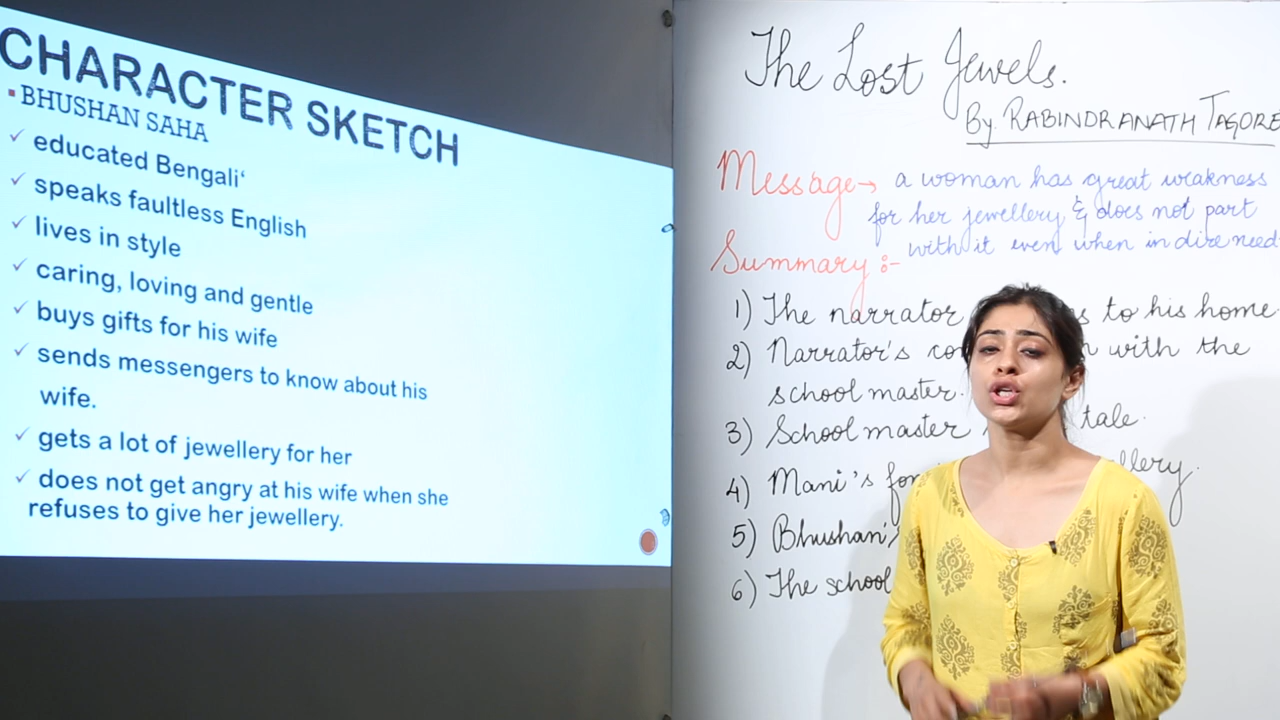 CHARACTER SKETCH
▪BHUSHAN SAHA
✓ educated Bengali‘
✓ speaks faultless English
✓ lives in style
✓ caring, loving and gentle
✓ buys gifts for his wife
✓ sends messengers to know about his
wife.
✓ gets a lot of jewellery for her
✓ does not get angry at his wife when she
refuses to give her jewellery.
The Lost Jewels.
By. RABINDRANATH TAGORE
Message→ a woman has great weakness
for her jewellery & does not part
with it even when in dire need
Summary :-
1) The narrator to his home
2) Narrator's with the
school master.
3) School master tale.
4) Mani's
5) Bhushan's
6) The school